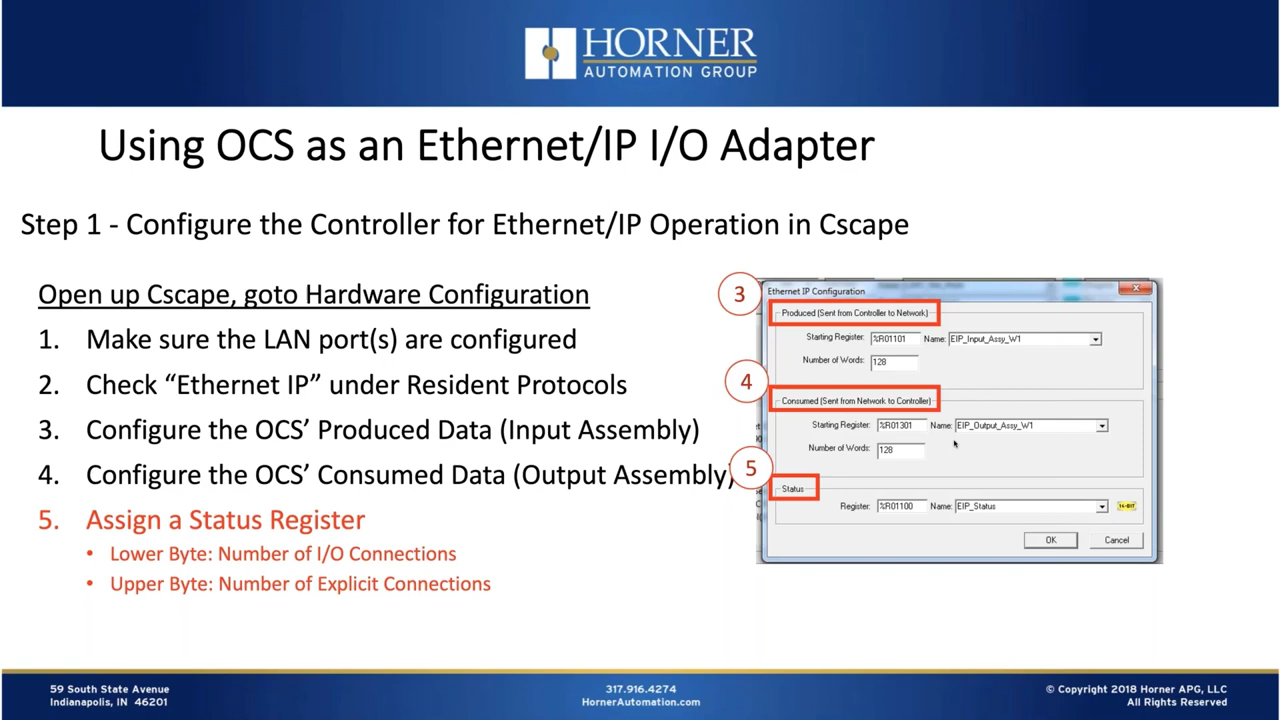 HORNER
AUTOMATION GROUP
Using OCS as an Ethernet/IP I/O Adapter
Step 1 - Configure the Controller for Ethernet/IP Operation in Cscape
Open up Cscape, goto Hardware Configuration
1. Make sure the LAN port(s) are configured
2. Check “Ethernet IP” under Resident Protocols
3. Configure the OCS’ Produced Data (Input Assembly)
4. Configure the OCS’ Consumed Data (Output Assembly)
5. Assign a Status Register
• Lower Byte: Number of I/O Connections
• Upper Byte: Number of Explicit Connections
3
Ethernet IP Configuration
Produced (Sent from Controller to Network)
Starting Register: %R01101 Name: EIP_Input_Assy_W1
Number of Words: 128
4
Consumed (Sent from Network to Controller)
Starting Register: %R01301 Name: EIP_Output_Assy_W1
Number of Words: 128
5
Status
Register: %R01100 Name: EIP_Status 16-BIT
OK Cancel
59 South State Avenue
Indianapolis, IN 46201
317.916.4274
HornerAutomation.com
© Copyright 2018 Horner APG, LLC
All Rights Reserved